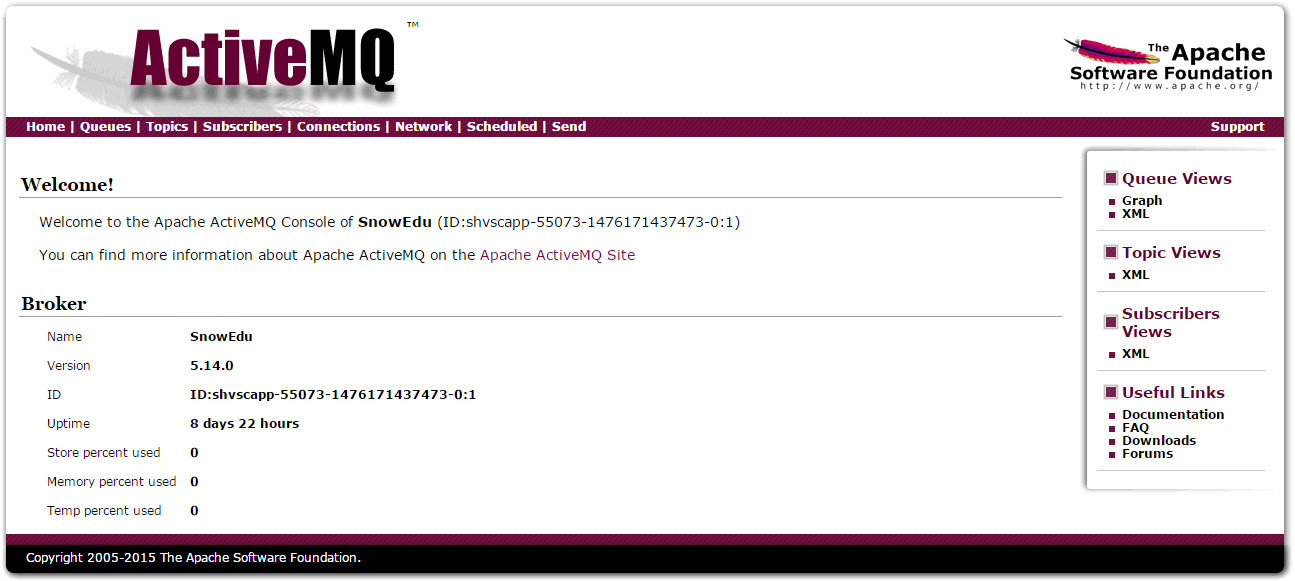 ActiveMQ ™
The Apache
Software Foundation
http://www.apache.org/
Home | Queues | Topics | Subscribers | Connections | Network | Scheduled | Send
Support
Welcome!
Welcome to the Apache ActiveMQ Console of SnowEdu (ID:shvscapp-55073-1476171437473-0:1)
You can find more information about Apache ActiveMQ on the Apache ActiveMQ Site
Broker
Name SnowEdu
Version 5.14.0
ID ID:shvscapp-55073-1476171437473-0:1
Uptime 8 days 22 hours
Store percent used 0
Memory percent used 0
Temp percent used 0
Queue Views
Graph
XML
Topic Views
XML
Subscribers
Views
XML
Useful Links
Documentation
FAQ
Downloads
Forums
Copyright 2005-2015 The Apache Software Foundation.